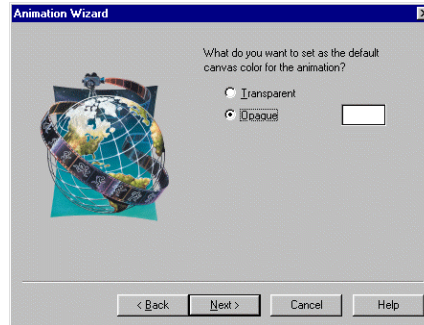 Animation Wizard
What do you want to set as the default
canvas color for the animation?
Transparent
Opaque
< Back
Next >
Cancel
Help